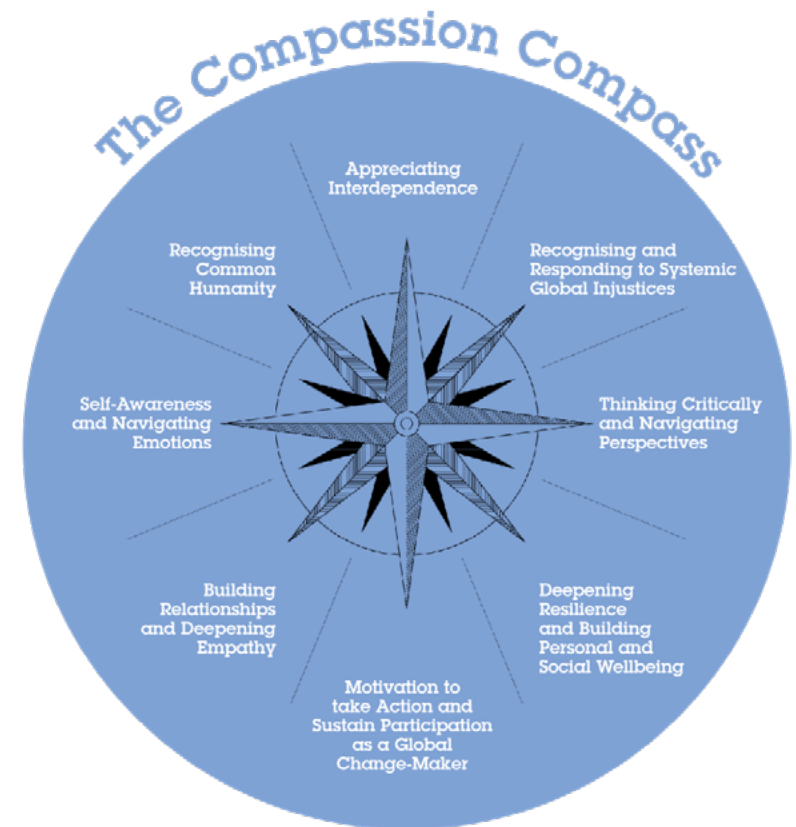 The Compassion Compass
Appreciating
Interdependence
Recognising
Common
Humanity
Recognising and
Responding to Systemic
Global Injustices
Self-Awareness
and Navigating
Emotions
Thinking Critically
and Navigating
Perspectives
Building
Relationships
and Deepening
Empathy
Deepening
Resilience
and Building
Personal and
Social Wellbeing
Motivation to
take Action and
Sustain Participation
as a Global
Change-Maker